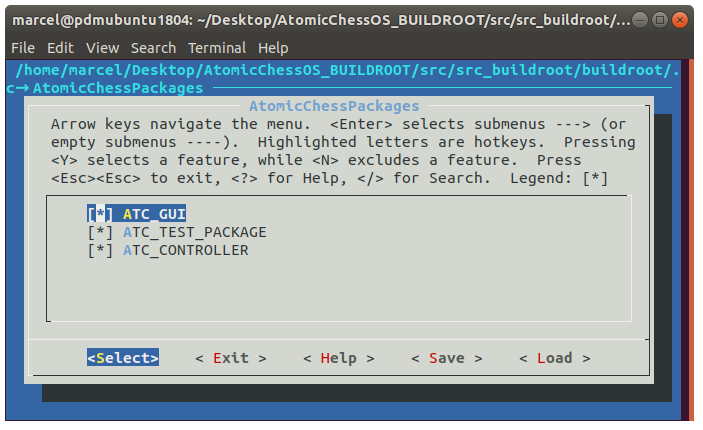 marcel@pdmubuntu1804: ~/Desktop/AtomicChessOS_BUILDROOT/src/src_buildroot/...
File Edit View Search Terminal Help
/home/marcel/Desktop/AtomicChessOS_BUILDROOT/src/src_buildroot/buildroot/.
c→AtomicChessPackages
AtomicChessPackages
Arrow keys navigate the menu. <Enter> selects submenus ---> (or
empty submenus ----). Highlighted letters are hotkeys. Pressing
<Y> selects a feature, while <N> excludes a feature. Press
<Esc><Esc> to exit, <?> for Help, </> for Search. Legend: [*]
[*] ATC_GUI
[*] ATC_TEST_PACKAGE
[*] ATC_CONTROLLER
<Select> < Exit > < Help > < Save > < Load >